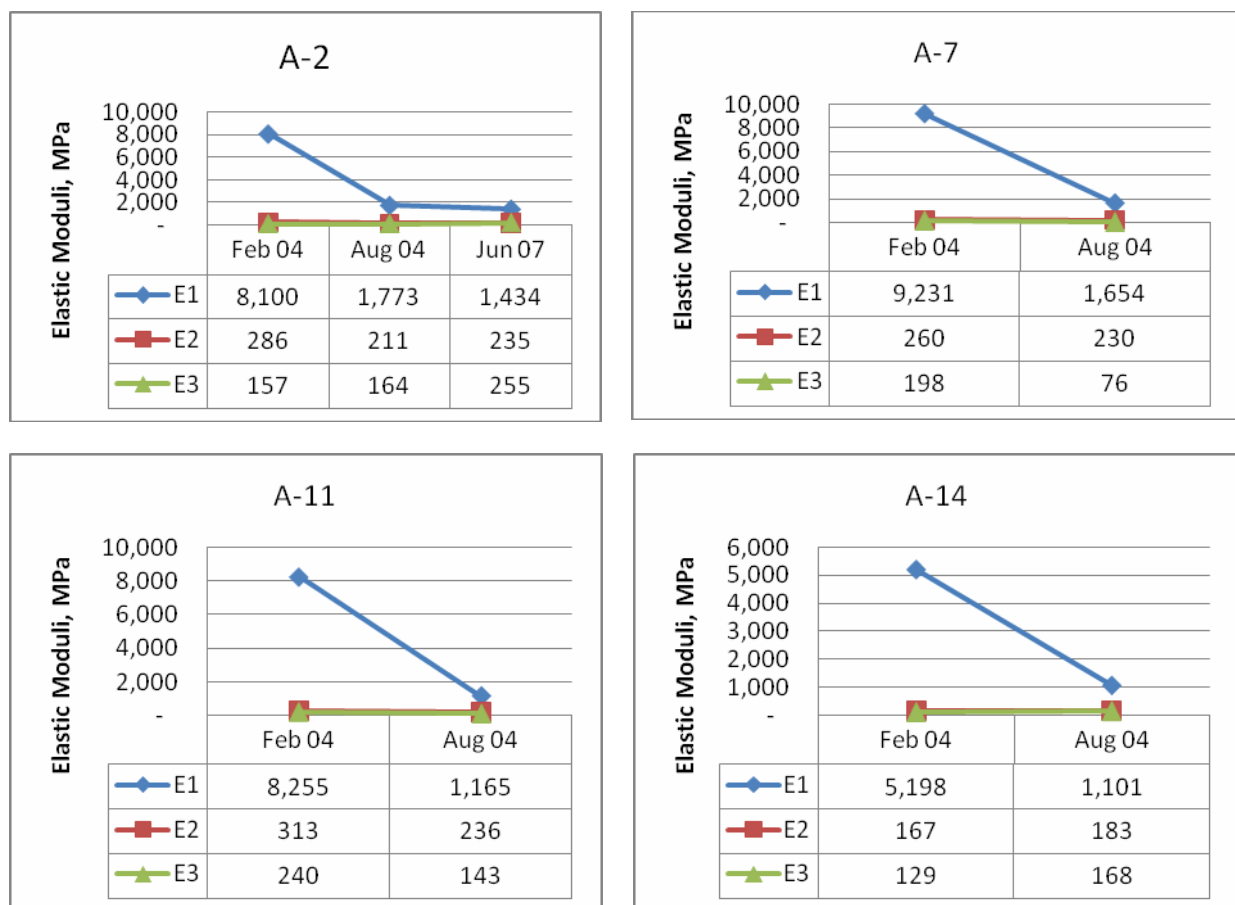 A-2
Elastic Moduli, MPa
10,000
8,000
6,000
4,000
2,000
-
Feb 04 Aug 04 Jun 07
E1 8,100 1,773 1,434
E2 286 211 235
E3 157 164 255
A-7
Elastic Moduli, MPa
10,000
8,000
6,000
4,000
2,000
-
Feb 04 Aug 04
E1 9,231 1,654
E2 260 230
E3 198 76
A-11
Elastic Moduli, MPa
10,000
8,000
6,000
4,000
2,000
-
Feb 04 Aug 04
E1 8,255 1,165
E2 313 236
E3 240 143
A-14
Elastic Moduli, MPa
6,000
5,000
4,000
3,000
2,000
1,000
-
Feb 04 Aug 04
E1 5,198 1,101
E2 167 183
E3 129 168